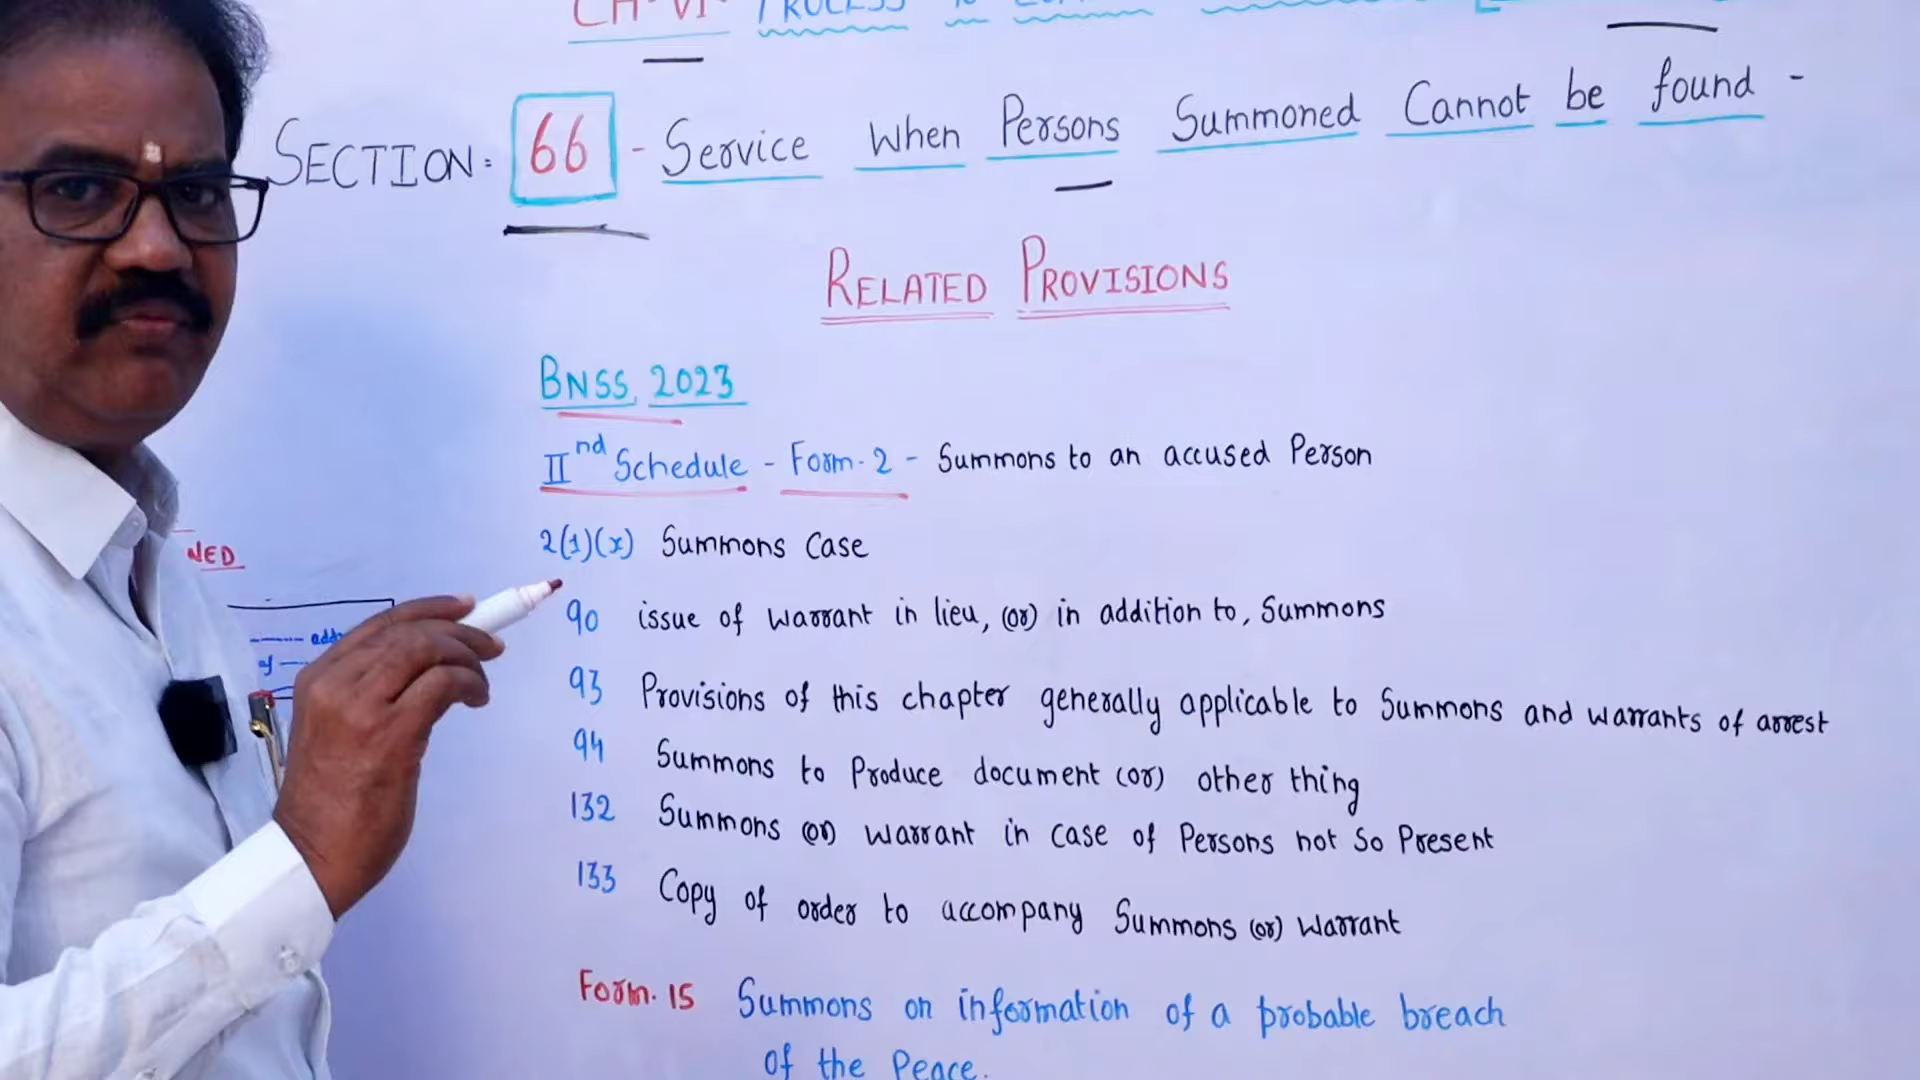 CH-VI- PROCESS TO
SECTION: 66 - Service When Persons Summoned Cannot be found -
RELATED PROVISIONS
BNSS, 2023
IInd Schedule - Form-2 - Summons to an accused Person
2(1)(x) Summons Case
90 issue of warrant in lieu, (or) in addition to, Summons
93 Provisions of this chapter generally applicable to Summons and warrants of arrest
94 Summons to Produce document (or) other thing
132 Summons (or) warrant in case of Persons not So Present
133 Copy of order to accompany Summons (or) Warrant
Form. 15 Summons on information of a probable breach
of the Peace.
NED
of